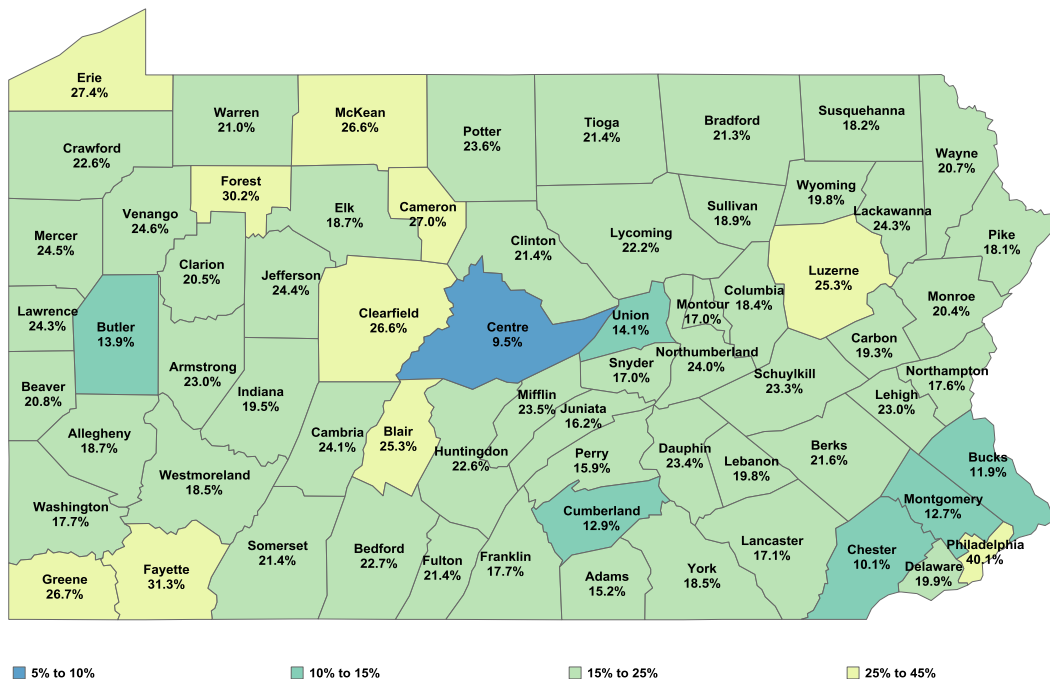 Erie
27.4%
Warren
21.0%
McKean
26.6%
Potter
23.6%
Tioga
21.4%
Bradford
21.3%
Susquehanna
18.2%
Wayne
20.7%
Crawford
22.6%
Forest
30.2%
Elk
18.7%
Cameron
27.0%
Wyoming
19.8%
Sullivan
18.9%
Lackawanna
24.3%
Pike
18.1%
Mercer
24.5%
Venango
24.6%
Clarion
20.5%
Jefferson
24.4%
Clinton
21.4%
Lycoming
22.2%
Luzerne
25.3%
Columbia
18.4%
Montour
17.0%
Monroe
20.4%
Lawrence
24.3%
Butler
13.9%
Clearfield
26.6%
Centre
9.5%
Union
14.1%
Carbon
19.3%
Armstrong
23.0%
Snyder
17.0%
Northumberland
24.0%
Schuylkill
23.3%
Northampton
17.6%
Beaver
20.8%
Indiana
19.5%
Mifflin
23.5%
Juniata
16.2%
Lehigh
23.0%
Allegheny
18.7%
Cambria
24.1%
Blair
25.3%
Huntingdon
22.6%
Perry
15.9%
Dauphin
23.4%
Lebanon
19.8%
Berks
21.6%
Bucks
11.9%
Westmoreland
18.5%
Washington
17.7%
Cumberland
12.9%
Montgomery
12.7%
Somerset
21.4%
Bedford
22.7%
Fulton
21.4%
Franklin
17.7%
Adams
15.2%
York
18.5%
Lancaster
17.1%
Chester
10.1%
Philadelphia
40.1%
Delaware
19.9%
Greene
26.7%
Fayette
31.3%
5% to 10%
10% to 15%
15% to 25%
25% to 45%